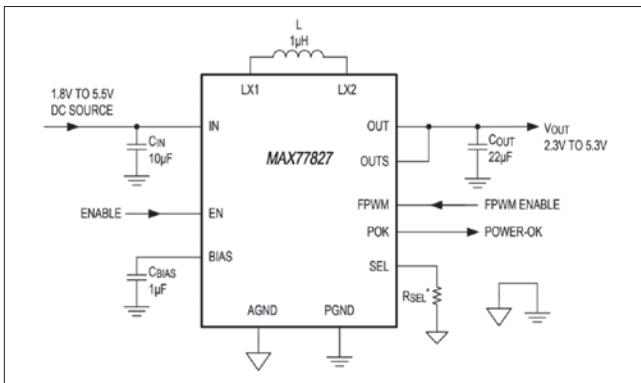 L
1µH
LX1
LX2
1.8V TO 5.5V
DC SOURCE
IN
CIN
10µF
MAX77827
OUT
OUTS
COUT
22µF
VOUT
2.3V TO 5.3V
ENABLE
EN
FPWM
FPWM ENABLE
POK
POWER-OK
BIAS
CBIAS
1µF
SEL
RSEL*
AGND
PGND